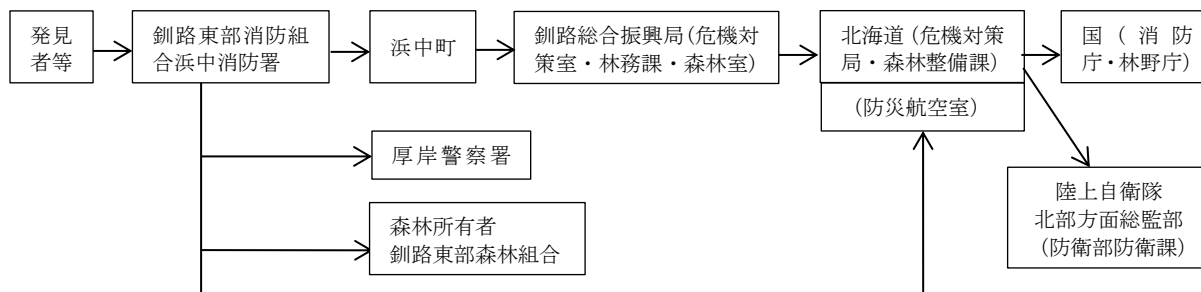 発見
者等
釧路東部消防組
合浜中消防署
浜中町
釧路総合振興局(危機対
策室・林務課・森林室)
北海道(危機対策
局・森林整備課)
(防災航空室)
国(消防
庁・林野庁)
厚岸警察署
森林所有者
釧路東部森林組合
陸上自衛隊
北部方面総監部
(防衛部防衛課)